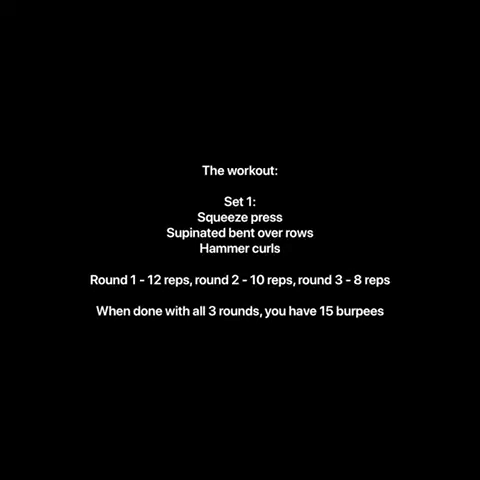 The workout:
Set 1:
Squeeze press
Supinated bent over rows
Hammer curls
Round 1 - 12 reps, round 2 - 10 reps, round 3 - 8 reps
When done with all 3 rounds, you have 15 burpees